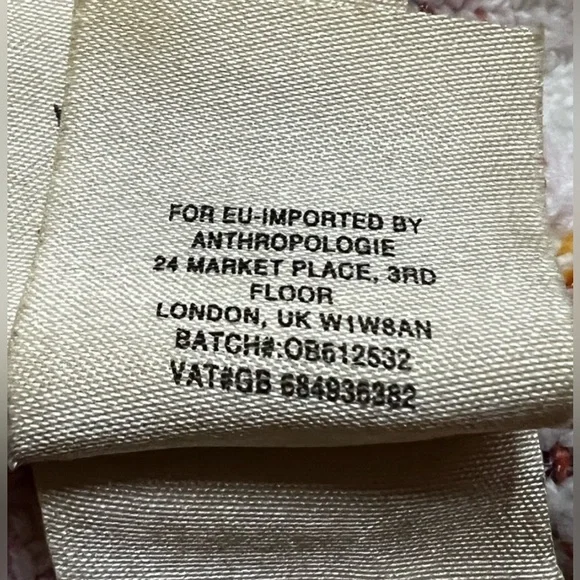 FOR EU-IMPORTED BY
ANTHROPOLOGIE
24 MARKET PLACE, 3RD
FLOOR
LONDON, UK W1W8AN
BATCH#:OB612532
VAT#GB 684936382